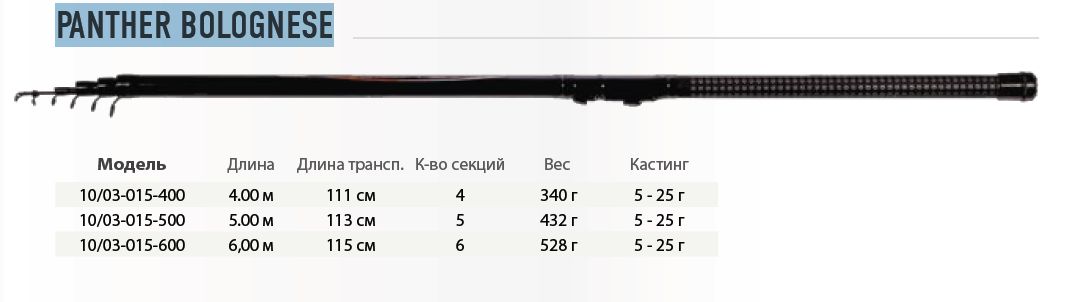 PANTHER BOLOGNESE
Модель Длина Длина трансп. К-во секций Вес Кастинг
10/03-015-400 4.00 м 111 см 4 340 г 5 - 25 г
10/03-015-500 5.00 м 113 см 5 432 г 5 - 25 г
10/03-015-600 6,00 м 115 см 6 528 г 5 - 25 г